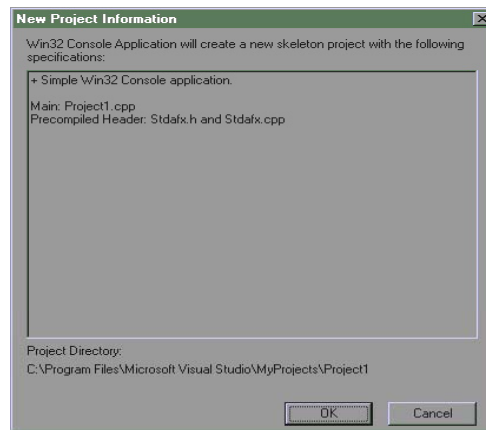 New Project Information
Win32 Console Application will create a new skeleton project with the following
specifications:
+ Simple Win32 Console application.
Main: Project1.cpp
Precompiled Header: Stdafx.h and Stdafx.cpp
Project Directory:
C:\Program Files\Microsoft Visual Studio\MyProjects\Project1
OK
Cancel